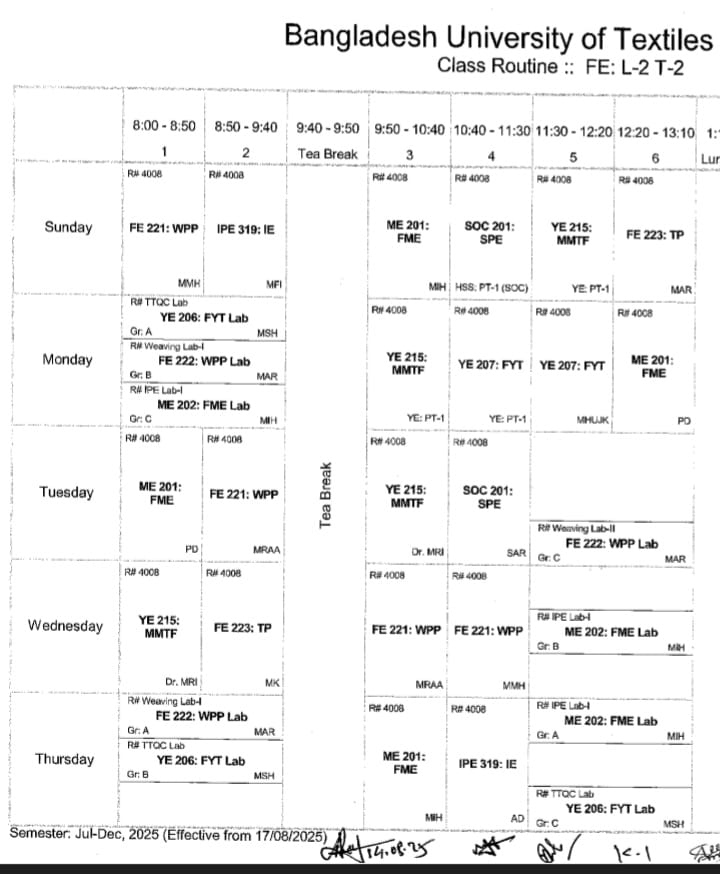 Bangladesh University of Textiles
Class Routine :: FE: L-2 T-2
8:00 - 8:50 8:50 - 9:40 9:40 - 9:50 9:50 - 10:40 10:40 - 11:30 11:30 - 12:20 12:20 - 13:10
1 2 Tea Break 3 4 5 6
Sunday
R# 4008 R# 4008 R# 4008 R# 4008 R# 4008 R# 4008
FE 221: WPP IPE 319: IE ME 201: FME SOC 201: SPE YE 215: MMTF FE 223: TP
MMH MFI MIH HSS: PT-1 (SOC) YE: PT-1 MAR
Monday
R# TTQC Lab
YE 206: FYT Lab
Gr: A MSH
R# Weaving Lab-I
FE 222: WPP Lab
Gr: B MAR
R# IPE Lab-I
ME 202: FME Lab
Gr: C MIH
R# 4008 R# 4008 R# 4008 R# 4008
YE 215: MMTF YE 207: FYT YE 207: FYT ME 201: FME
YE: PT-1 YE: PT-1 MHUJK PD
Tea Break
Tuesday
R# 4008 R# 4008 R# 4008 R# 4008
ME 201: FME FE 221: WPP YE 215: MMTF SOC 201: SPE
PD MRAA Dr. MRI SAR
R# Weaving Lab-II
FE 222: WPP Lab
Gr: C MAR
Wednesday
R# 4008 R# 4008 R# 4008 R# 4008
YE 215: MMTF FE 223: TP FE 221: WPP FE 221: WPP
Dr. MRI MK MRAA MMH
R# IPE Lab-I
ME 202: FME Lab
Gr: B MIH
Thursday
R# Weaving Lab-I
FE 222: WPP Lab
Gr: A MAR
R# TTQC Lab
YE 206: FYT Lab
Gr: B MSH
R# 4008 R# 4008
ME 201: FME IPE 319: IE
MIH AD
R# IPE Lab-I
ME 202: FME Lab
Gr: A MIH
R# TTQC Lab
YE 206: FYT Lab
Gr: C MSH
Semester: Jul-Dec, 2025 (Effective from 17/08/2025)
14.08.25